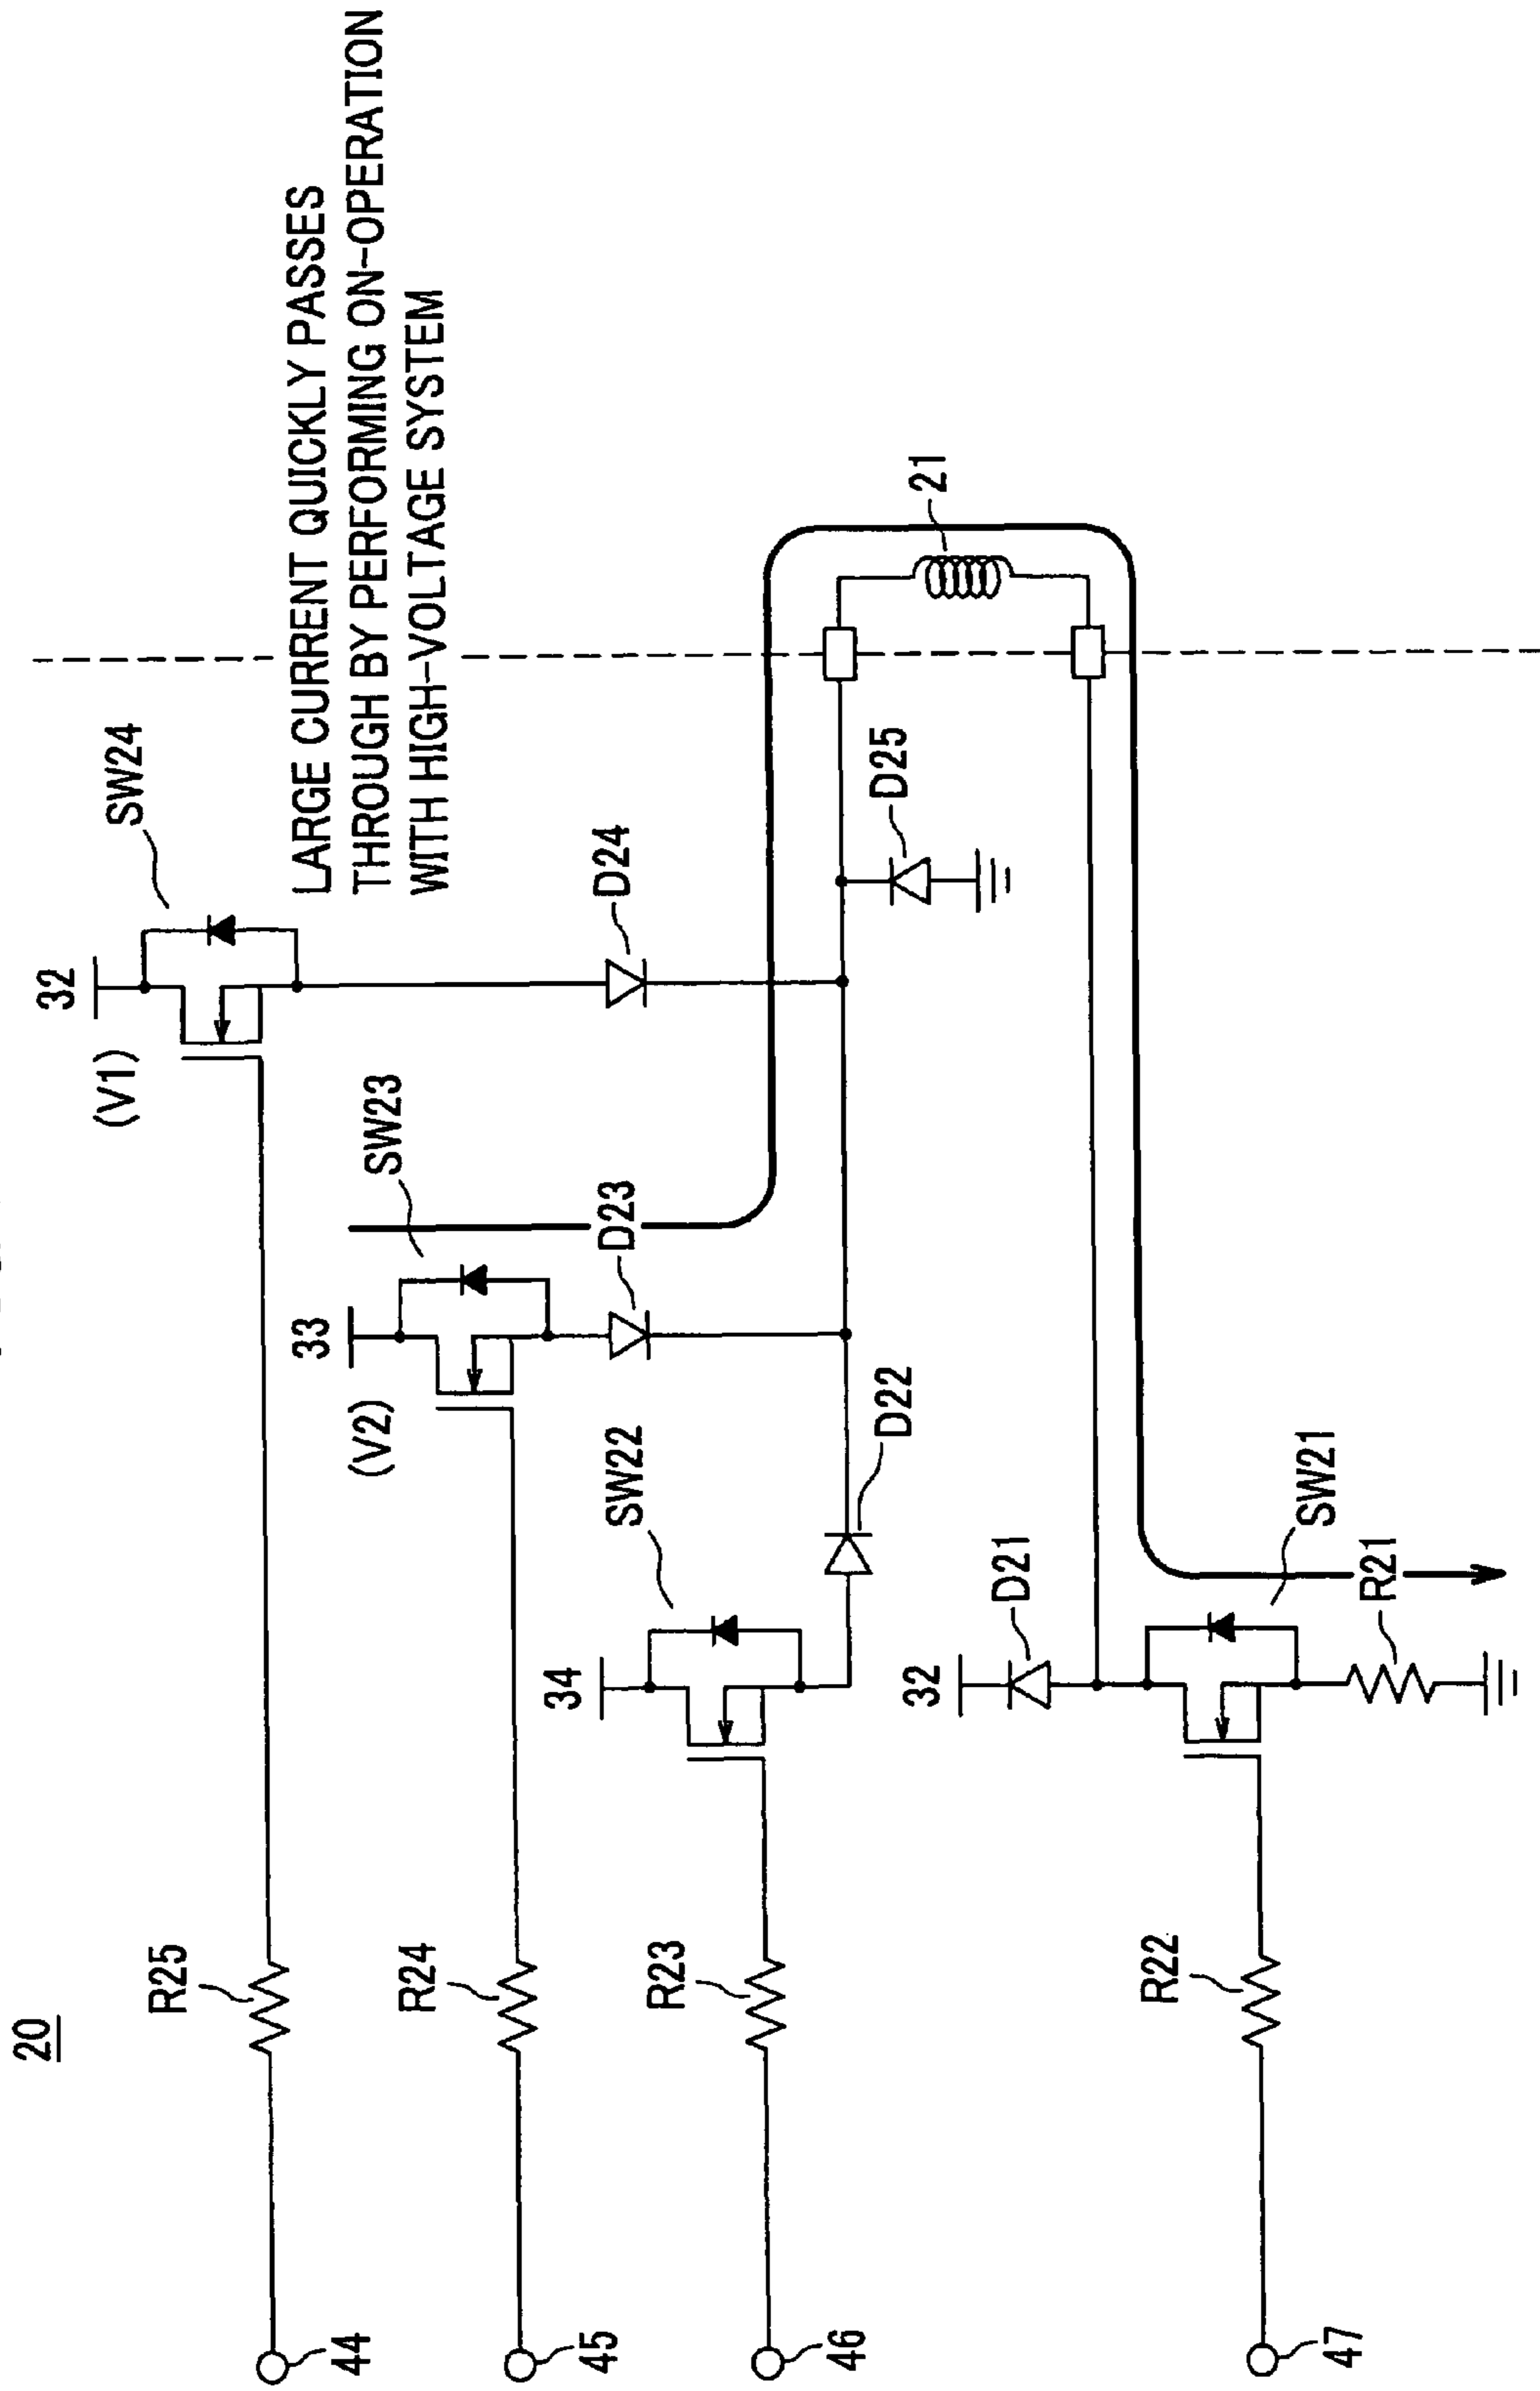 20
32
(V1)
SW24
LARGE CURRENT QUICKLY PASSES
THROUGH BY PERFORMING ON-OPERATION
WITH HIGH-VOLTAGE SYSTEM
R25
44
33
(V2)
SW23
D23
D24
R24
45
34
SW22
D22
D25
21
R23
46
32
D21
SW21
R21
R22
47